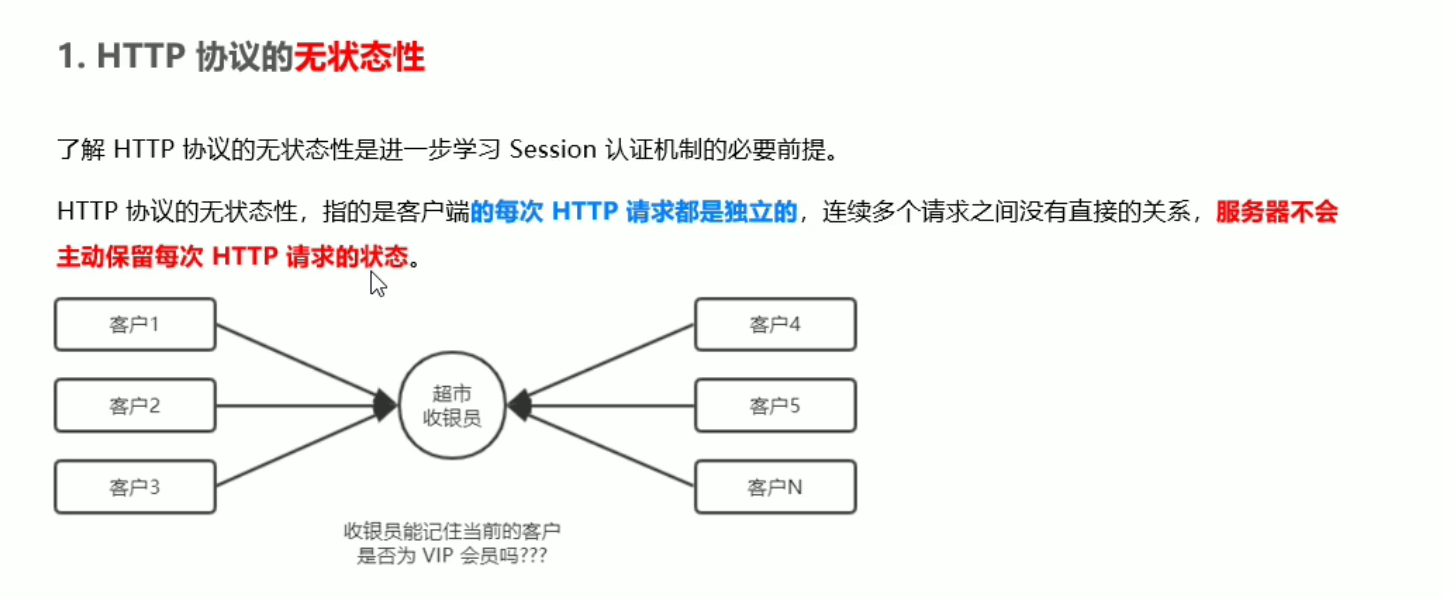 1. HTTP 协议的无状态性
了解 HTTP 协议的无状态性是进一步学习 Session 认证机制的必要前提。
HTTP 协议的无状态性，指的是客户端的每次 HTTP 请求都是独立的，连续多个请求之间没有直接的关系，服务器不会
主动保留每次 HTTP 请求的状态。
客户1
客户2
客户3
超市
收银员
客户4
客户5
客户N
收银员能记住当前的客户
是否为 VIP 会员吗???